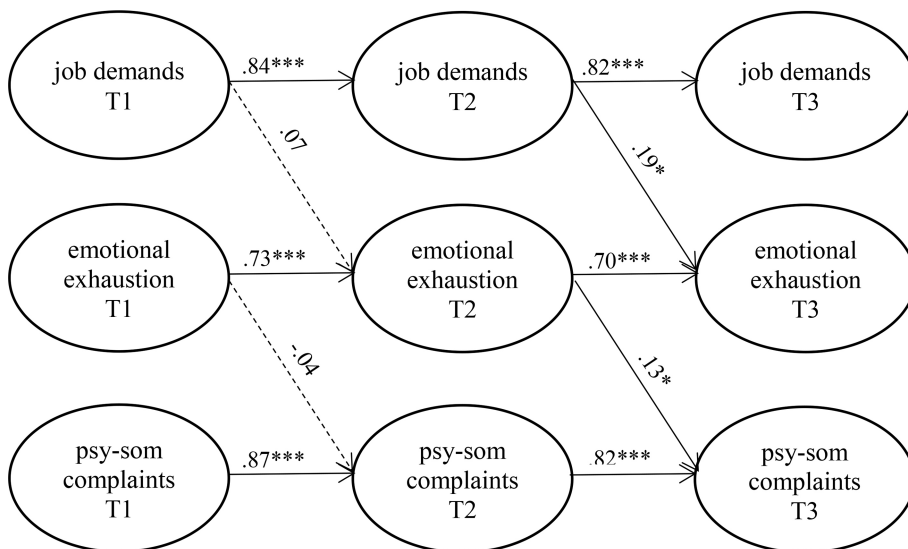 job demands
T1
.84***
job demands
T2
.82***
job demands
T3
.07
.19*
emotional
exhaustion
T1
.73***
emotional
exhaustion
T2
.70***
emotional
exhaustion
T3
-.04
.13*
psy-som
complaints
T1
.87***
psy-som
complaints
T2
.82***
psy-som
complaints
T3